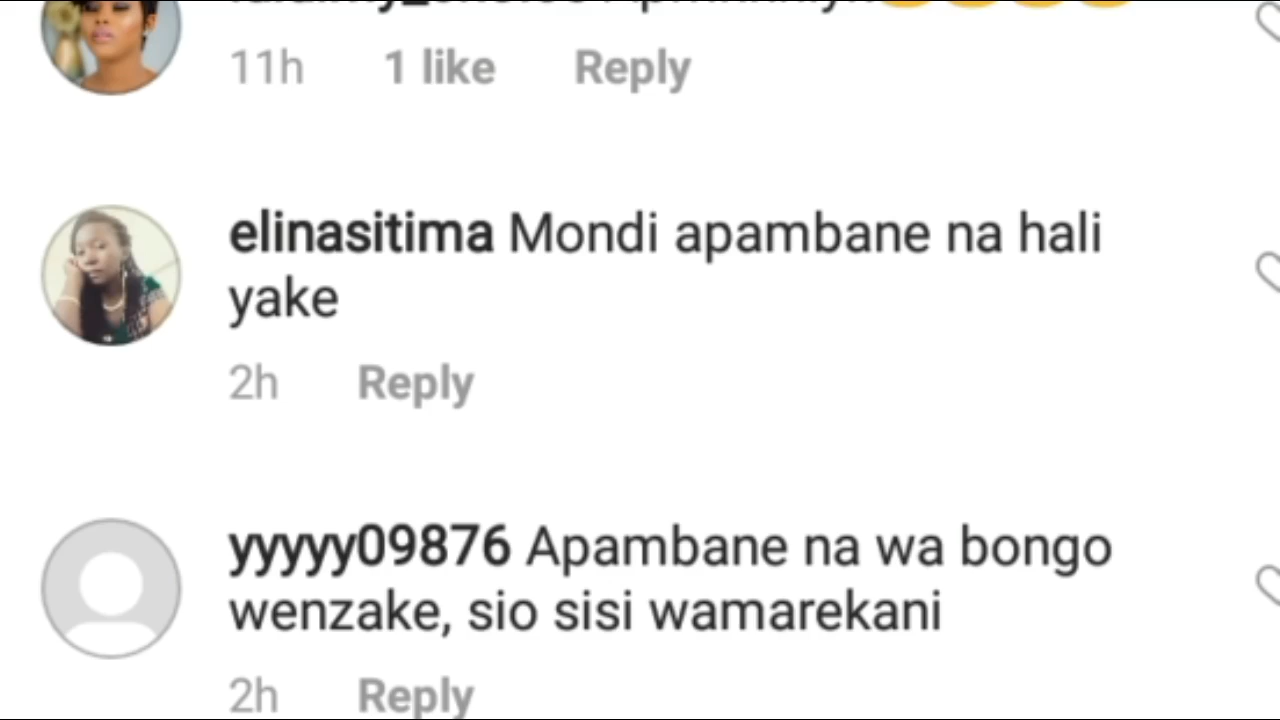 11h 1 like Reply
elinasitima Mondi apambane na hali
yake
2h Reply
yyyyy09876 Apambane na wa bongo
wenzake, sio sisi wamarekani
2h Reply